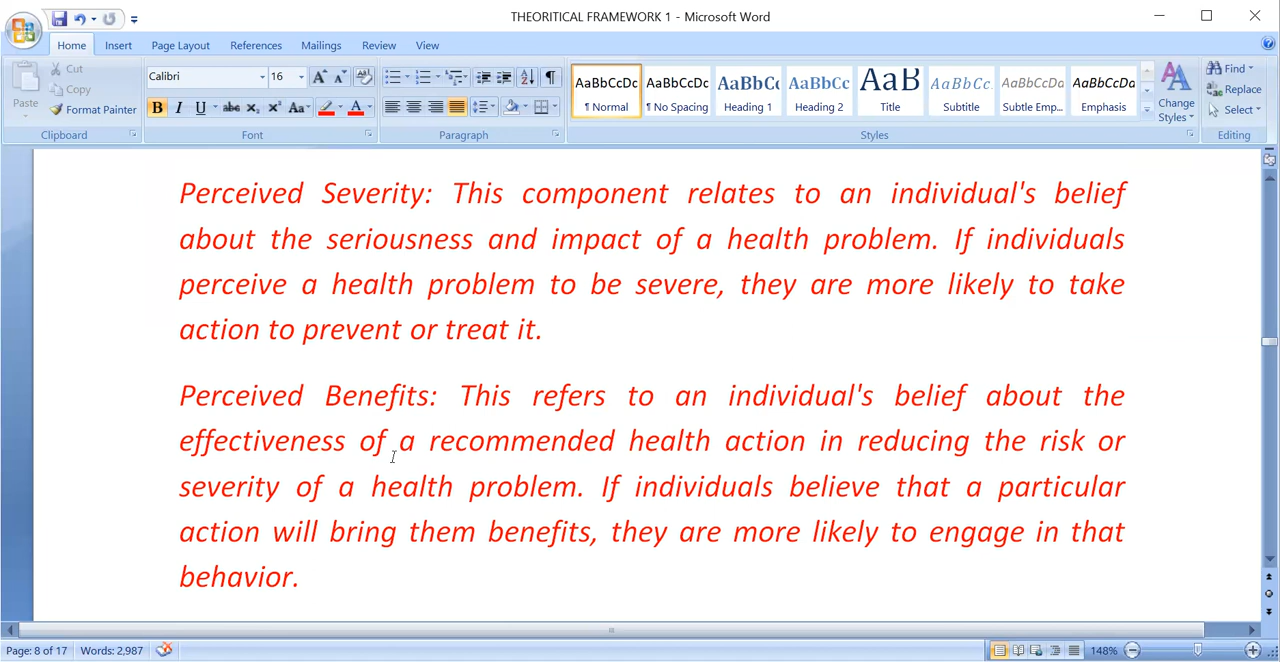 THEORITICAL FRAMEWORK 1 - Microsoft Word
Home Insert Page Layout References Mailings Review View
Paste
Cut
Copy
Format Painter
Clipboard
Calibri 16
B I U abc X₂ X² Aa A
Font
Paragraph
AaBbCcDc AaBbCcDc AaBbCc AaBbCc AaB AaBbCc AaBbCcDa AaBbCcDa
¶ Normal ¶ No Spacing Heading 1 Heading 2 Title Subtitle Subtle Emp... Emphasis
Change Styles
Styles
Find
Replace
Select
Editing
Perceived Severity: This component relates to an individual's belief
about the seriousness and impact of a health problem. If individuals
perceive a health problem to be severe, they are more likely to take
action to prevent or treat it.
Perceived Benefits: This refers to an individual's belief about the
effectiveness of a recommended health action in reducing the risk or
severity of a health problem. If individuals believe that a particular
action will bring them benefits, they are more likely to engage in that
behavior.
Page: 8 of 17 Words: 2,987 148%